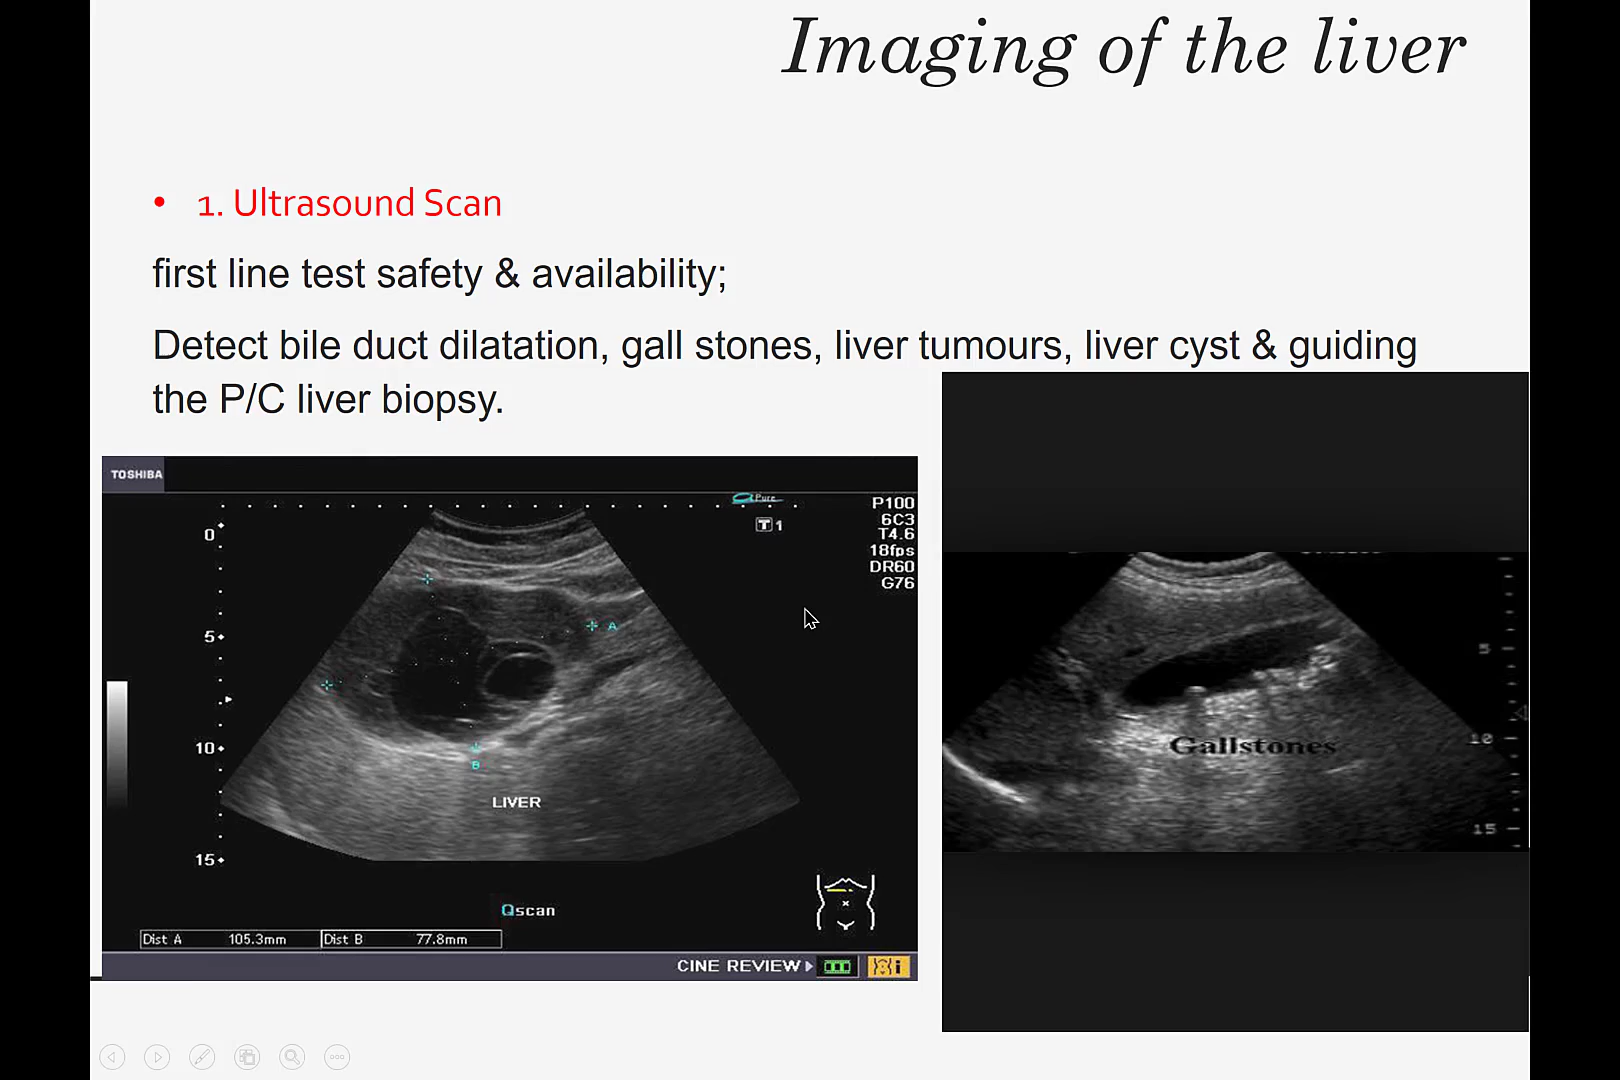 Imaging of the liver
• 1. Ultrasound Scan
first line test safety & availability;
Detect bile duct dilatation, gall stones, liver tumours, liver cyst & guiding
the P/C liver biopsy.
TOSHIBA
Pure
T 1
P100
6C3
T4.6
18fps
DR60
G76
0
5
10
15
A
B
LIVER
Qscan
Dist A 105.3mm Dist B 77.8mm
CINE REVIEW
i
5
10
15
Gallstones